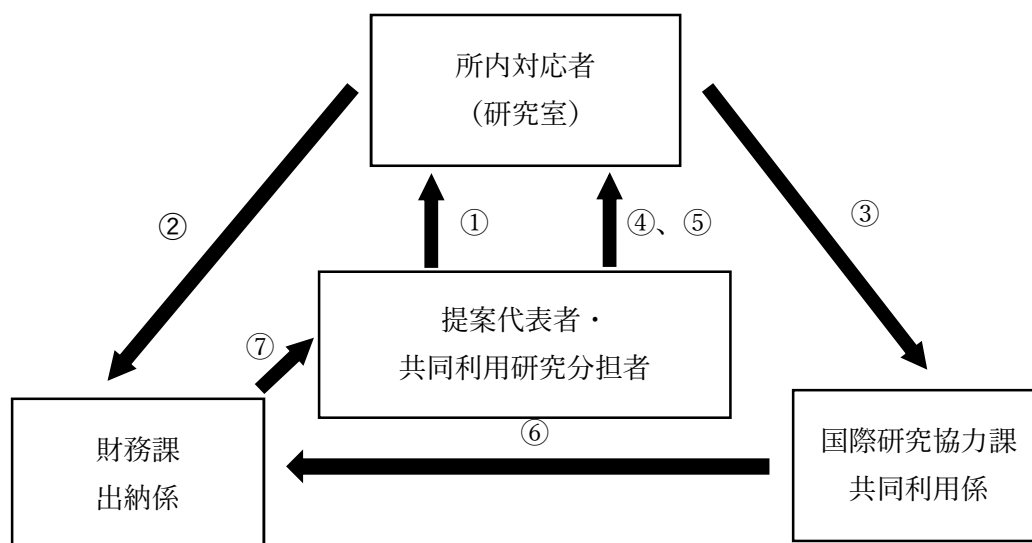 所内対応者
（研究室）
②
①
④、⑤
③
提案代表者・
共同利用研究分担者
⑦
⑥
財務課
出納係
国際研究協力課
共同利用係